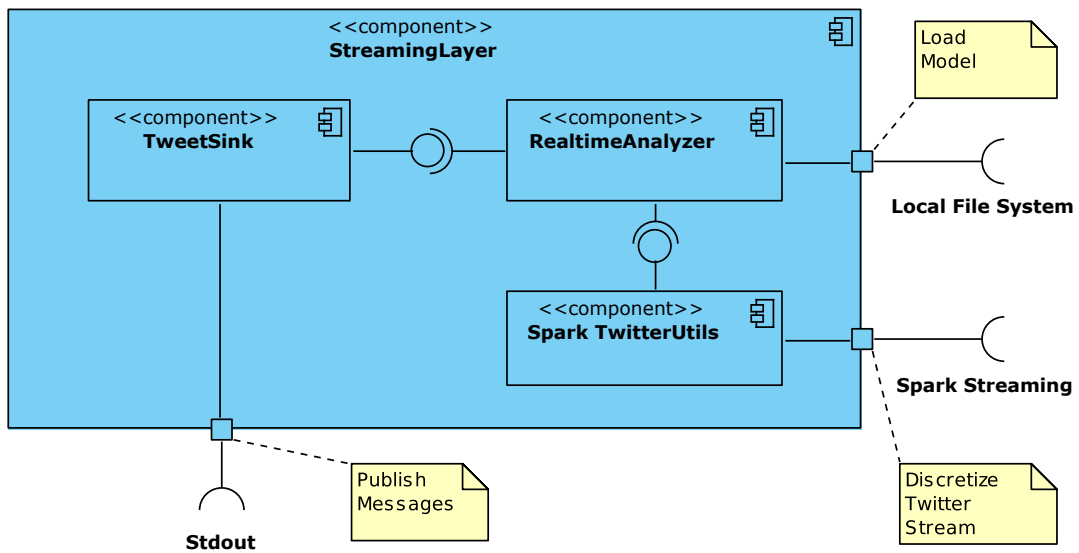 <<component>>
StreamingLayer
Load
Model
<<component>>
TweetSink
<<component>>
RealtimeAnalyzer
Local File System
<<component>>
Spark TwitterUtils
Spark Streaming
Publish
Messages
Discretize
Twitter
Stream
Stdout